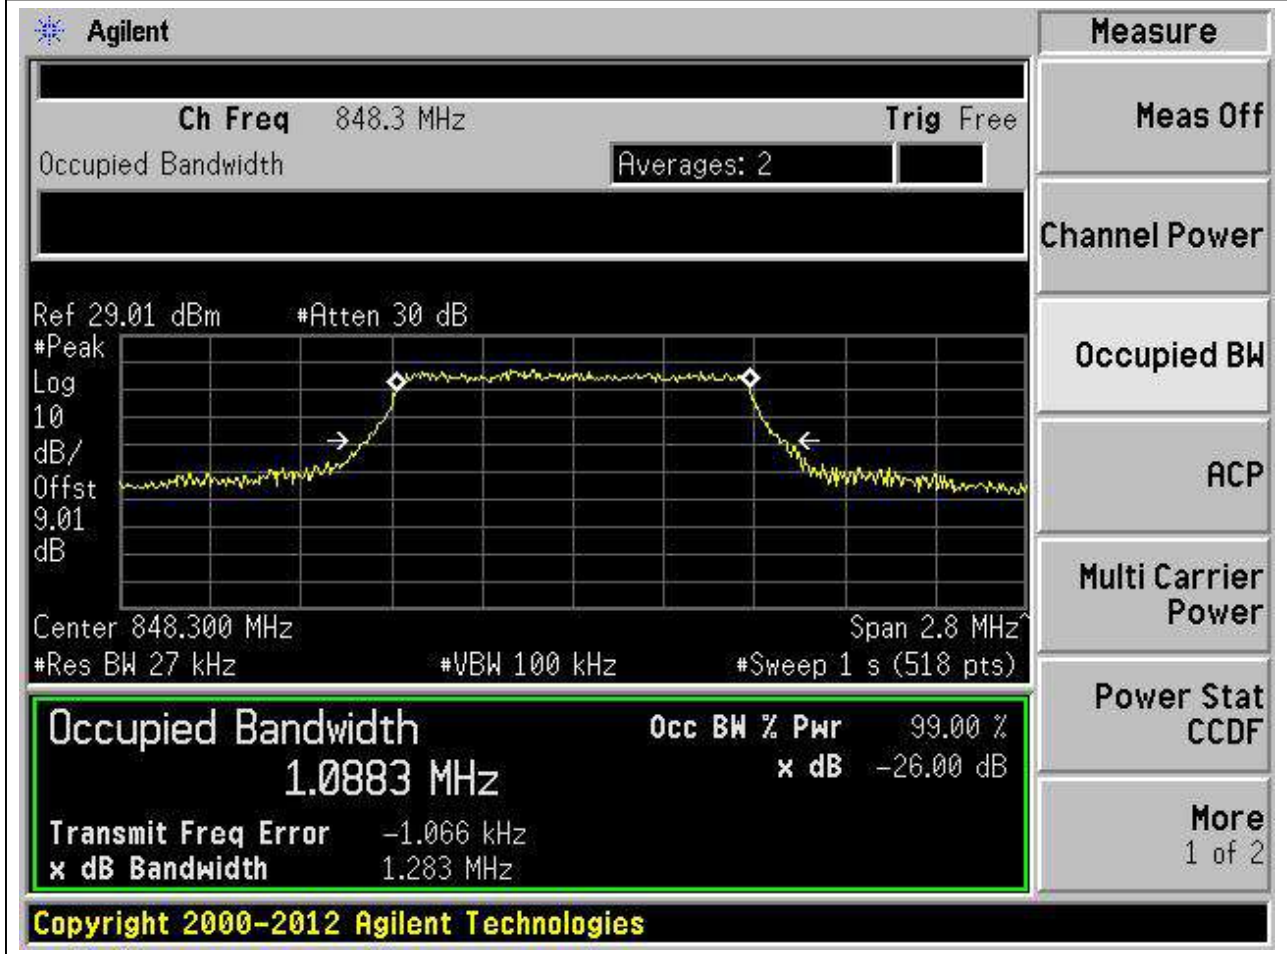 Agilent
Measure
Ch Freq 848.3 MHz Trig Free
Occupied Bandwidth Averages: 2
Meas Off
Channel Power
Occupied BW
ACP
Multi Carrier
Power
Power Stat
CCDF
More
1 of 2
Ref 29.01 dBm #Atten 30 dB
#Peak
Log
10
dB/
Offst
9.01
dB
Center 848.300 MHz Span 2.8 MHz^
#Res BW 27 kHz #VBW 100 kHz #Sweep 1 s (518 pts)
Occupied Bandwidth Occ BW % Pwr 99.00 %
1.0883 MHz x dB -26.00 dB
Transmit Freq Error -1.066 kHz
x dB Bandwidth 1.283 MHz
Copyright 2000-2012 Agilent Technologies